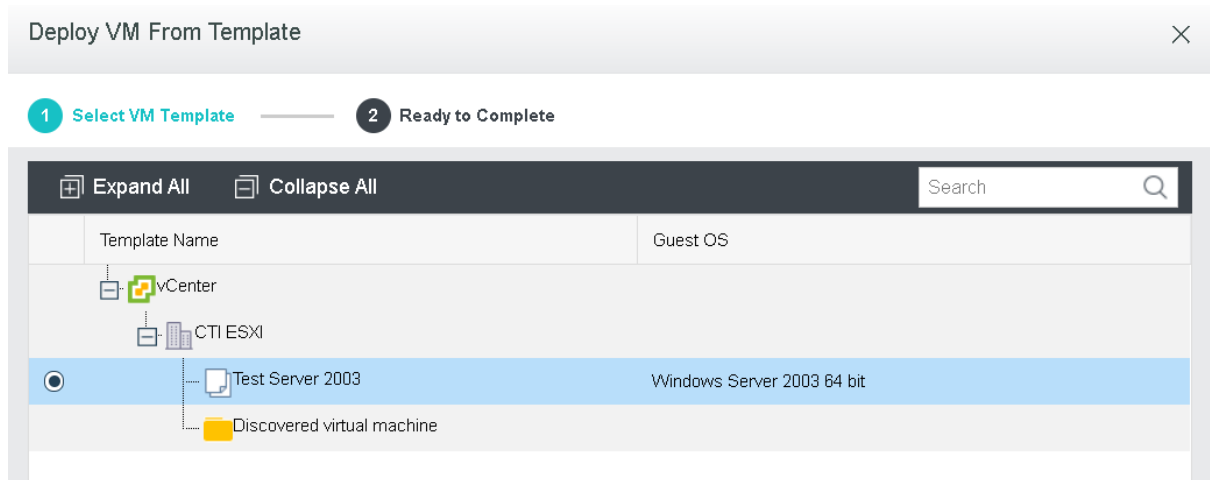 Deploy VM From Template
1 Select VM Template 2 Ready to Complete
Expand All Collapse All Search
Template Name Guest OS
vCenter
CTI ESXI
Test Server 2003 Windows Server 2003 64 bit
Discovered virtual machine